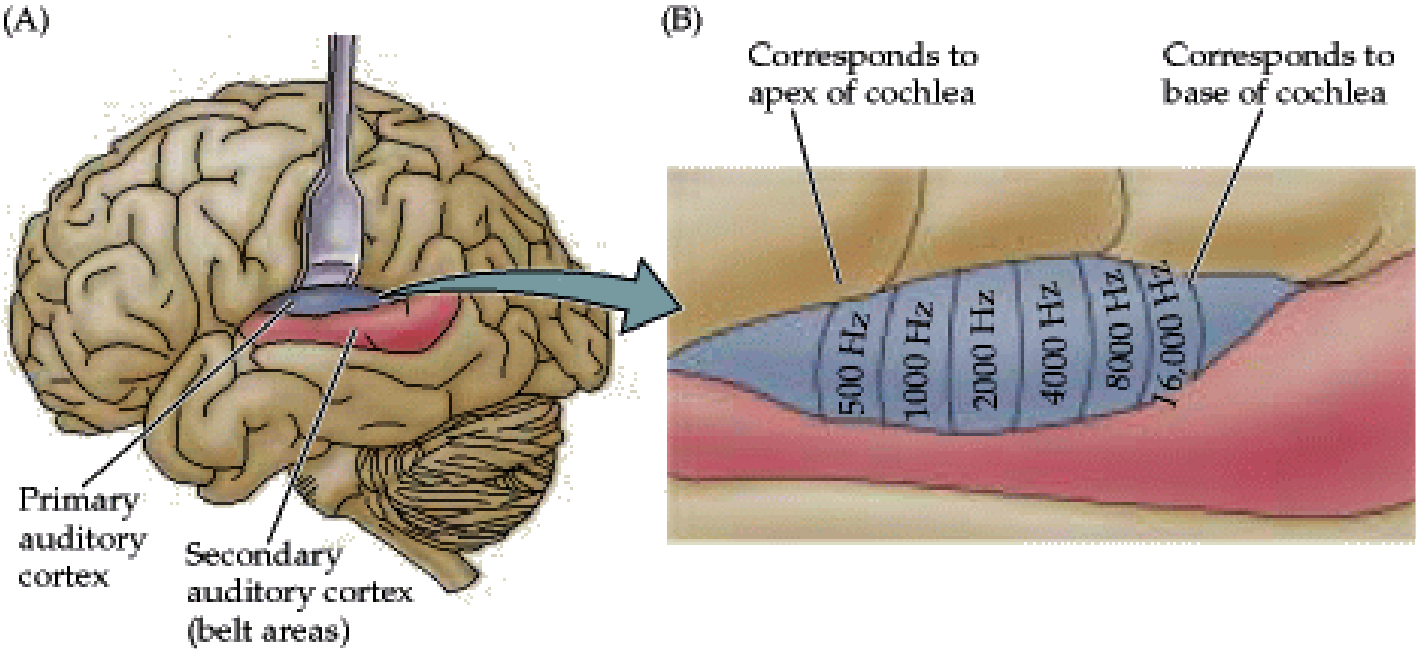 (A)
Primary
auditory
cortex
Secondary
auditory cortex
(belt areas)
(B)
Corresponds to
apex of cochlea
Corresponds to
base of cochlea
500 Hz
1000 Hz
2000 Hz
4000 Hz
8000 Hz
16,000 Hz